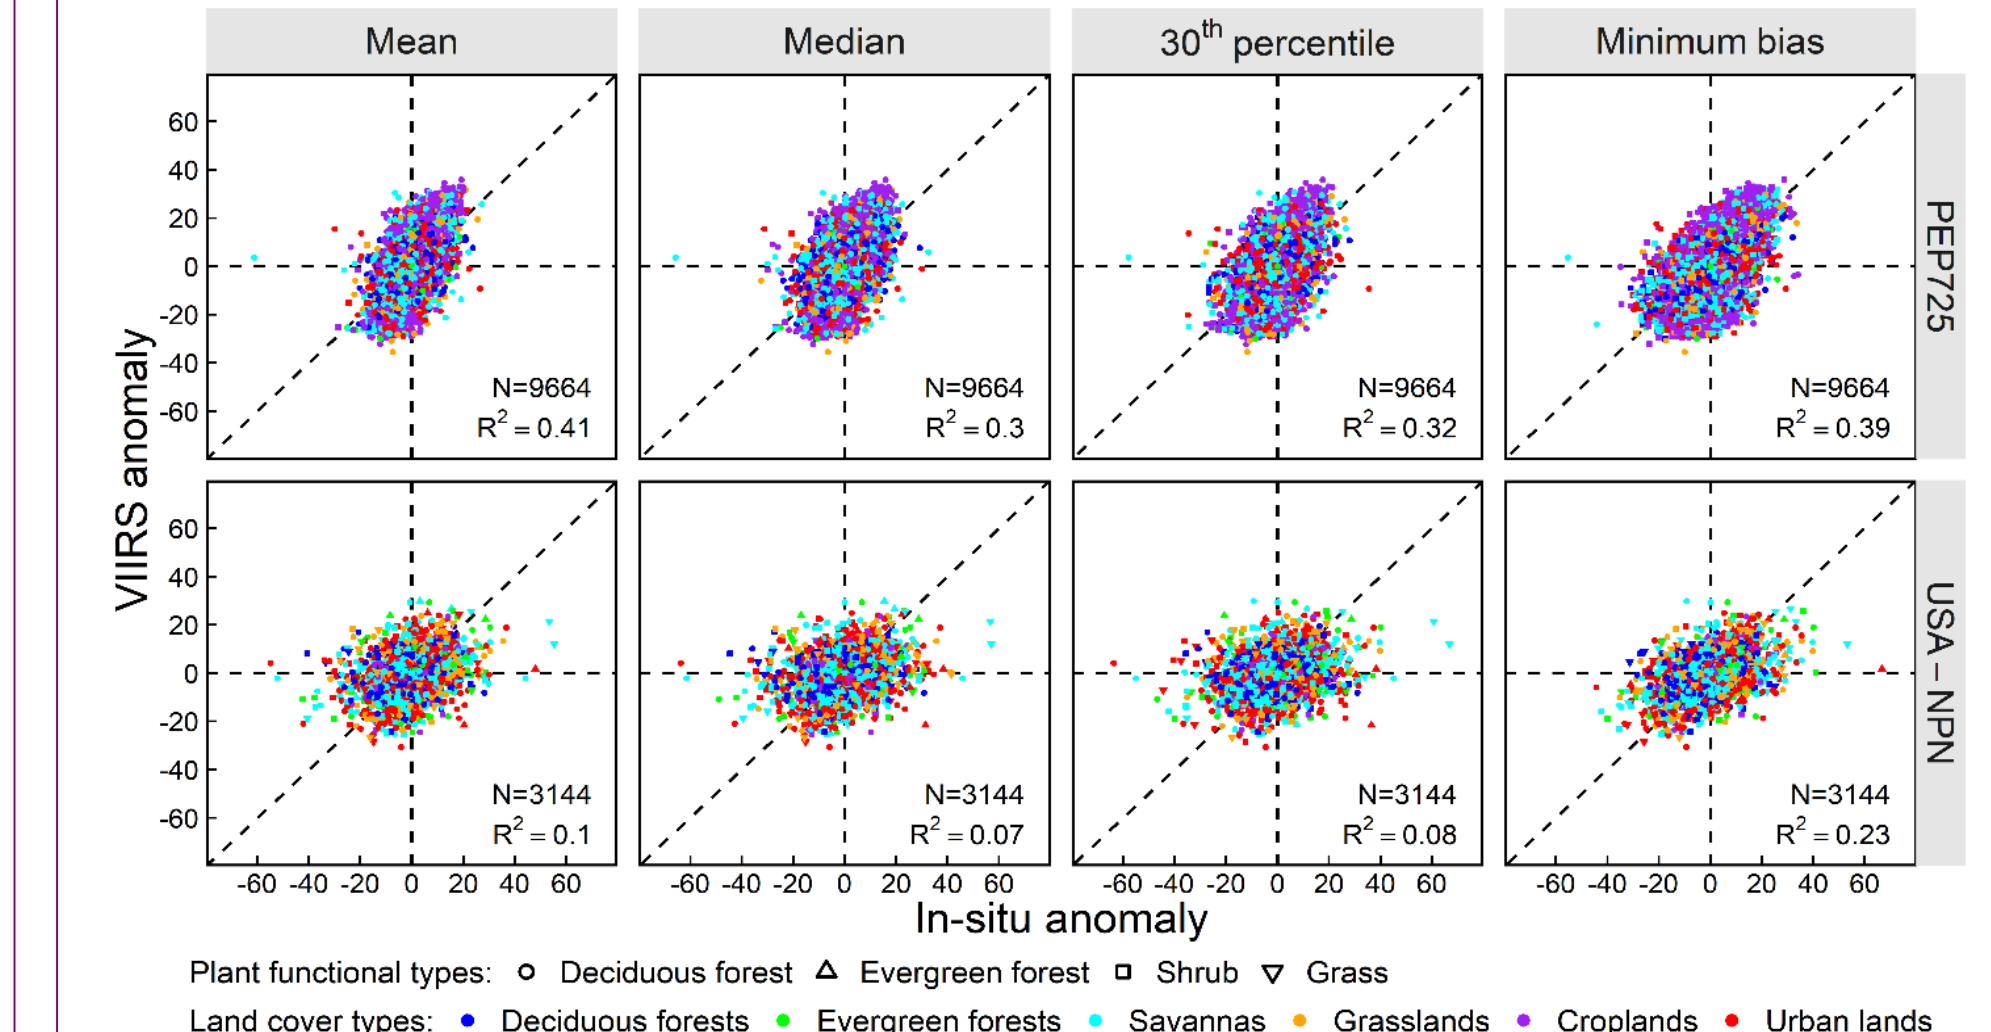 Mean Median 30th percentile Minimum bias
60
40
20
0
-20
-40
-60
N=9664
R2 = 0.41
N=9664
R2 = 0.3
N=9664
R2 = 0.32
N=9664
R2 = 0.39
PEP725
VIIRS anomaly
60
40
20
0
-20
-40
-60
N=3144
R2 = 0.1
N=3144
R2 = 0.07
N=3144
R2 = 0.08
N=3144
R2 = 0.23
USA – NPN
-60 -40 -20 0 20 40 60 -60 -40 -20 0 20 40 60 -60 -40 -20 0 20 40 60 -60 -40 -20 0 20 40 60
In-situ anomaly
Plant functional types: Deciduous forest Evergreen forest Shrub Grass
Land cover types: Deciduous forests Evergreen forests Savannas Grasslands Croplands Urban lands